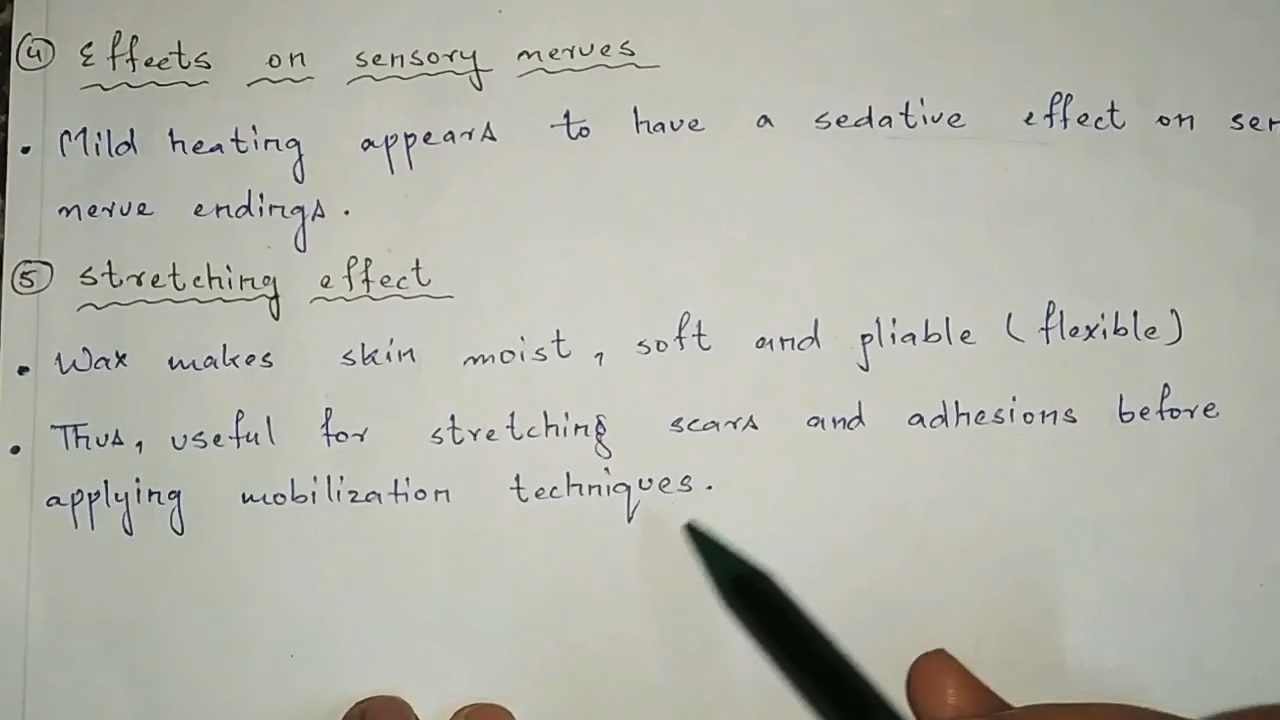 ④ Effects on sensory nerves
• Mild heating appears to have a sedative effect on
nerve endings.
⑤ stretching effect
• Wax makes skin moist, soft and pliable (flexible)
• Thus, useful for stretching scars and adhesions before
applying mobilization techniques.